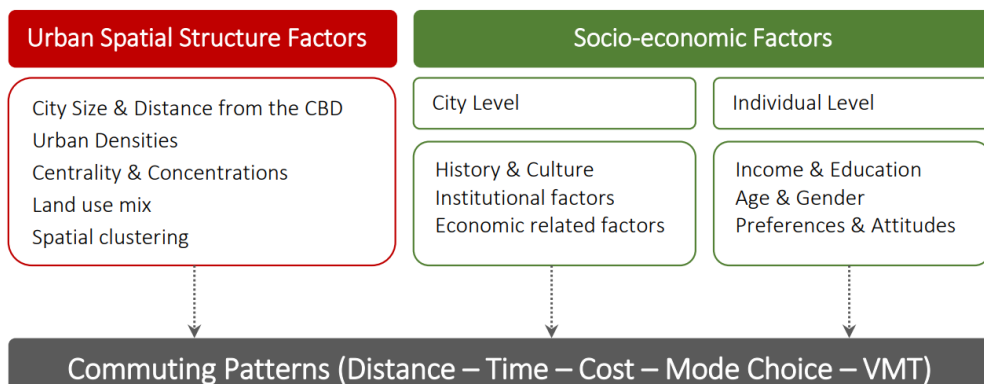 Urban Spatial Structure Factors
Socio-economic Factors
City Size & Distance from the CBD
Urban Densities
Centrality & Concentrations
Land use mix
Spatial clustering
City Level
Individual Level
History & Culture
Institutional factors
Economic related factors
Income & Education
Age & Gender
Preferences & Attitudes
Commuting Patterns (Distance – Time – Cost – Mode Choice – VMT)